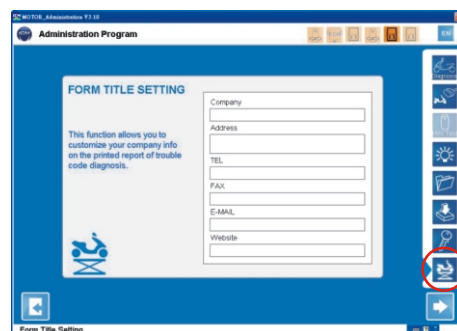 MOTOR_Administration V3.10
Administration Program
EN
Diagnosis
FORM TITLE SETTING
This function allows you to
customize your company info
on the printed report of trouble
code diagnosis.
Company
Address
TEL
FAX
E-MAIL
Website
Form Title Setting